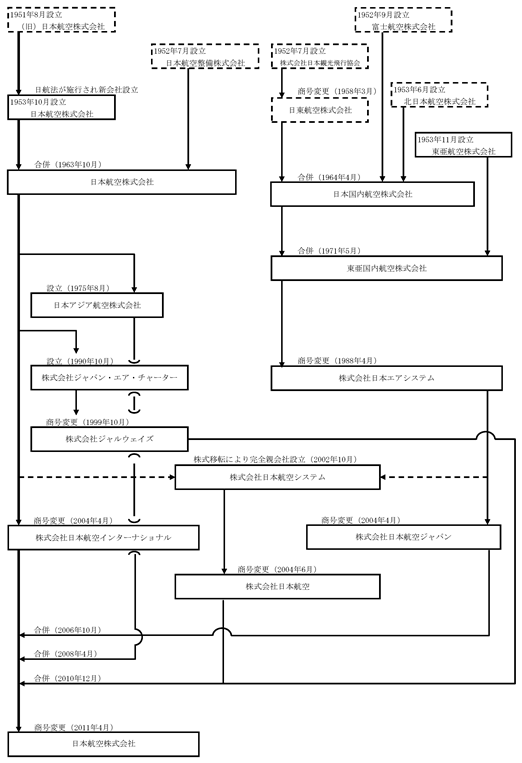 1951年8月設立
（旧）日本航空株式会社
1952年9月設立
富士航空株式会社
1952年7月設立
日本航空整備株式会社
1952年7月設立
株式会社日本観光飛行協会
日航法が施行され新会社設立
1953年10月設立
日本航空株式会社
商号変更（1958年3月）
日東航空株式会社
1953年6月設立
北日本航空株式会社
1953年11月設立
東亜航空株式会社
合併（1963年10月）
日本航空株式会社
合併（1964年4月）
日本国内航空株式会社
合併（1971年5月）
東亜国内航空株式会社
設立（1975年8月）
日本アジア航空株式会社
設立（1990年10月）
株式会社ジャパン・エア・チャーター
商号変更（1988年4月）
株式会社日本エアシステム
商号変更（1999年10月）
株式会社ジャルウェイズ
株式移転により完全親会社設立（2002年10月）
株式会社日本航空システム
商号変更（2004年4月）
株式会社日本航空インターナショナル
商号変更（2004年4月）
株式会社日本航空ジャパン
商号変更（2004年6月）
株式会社日本航空
合併（2006年10月）
合併（2008年4月）
合併（2010年12月）
商号変更（2011年4月）
日本航空株式会社